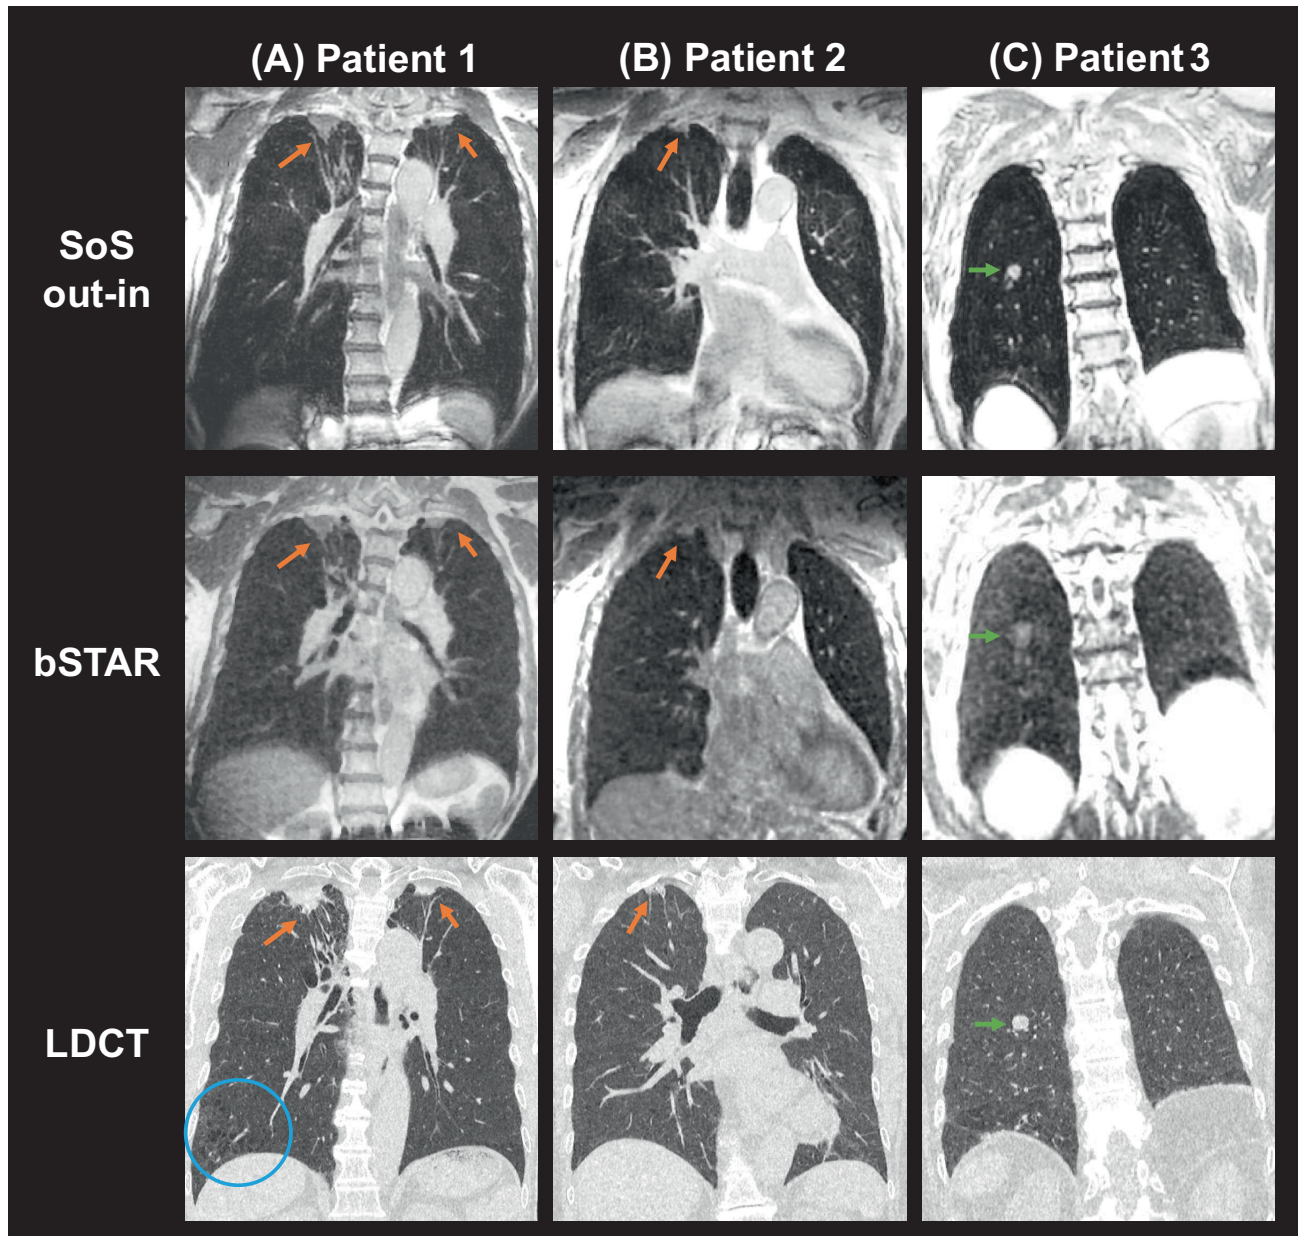 (A) Patient 1
(B) Patient 2
(C) Patient 3
SoS
out-in
bSTAR
LDCT